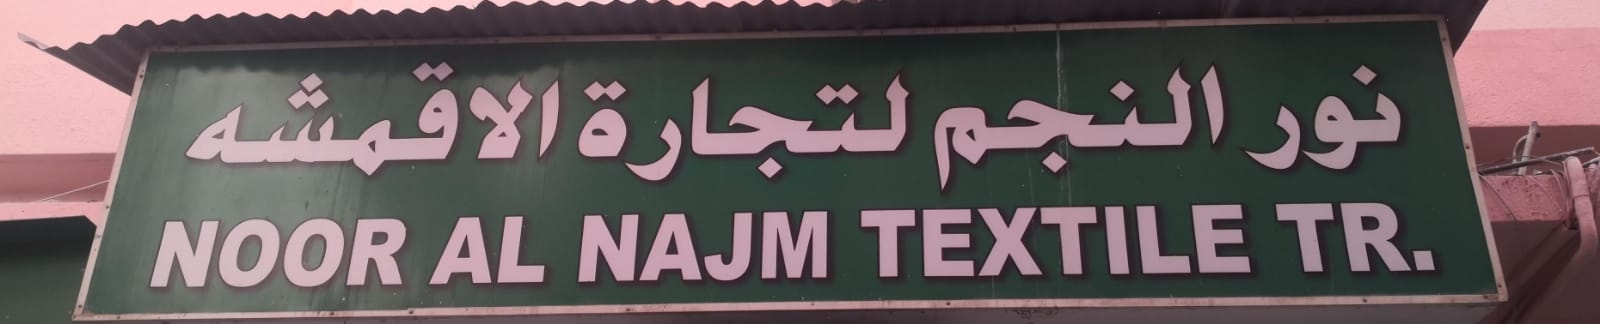 نور النجم لتجارة الاقمشه
NOOR AL NAJM TEXTILE TR.